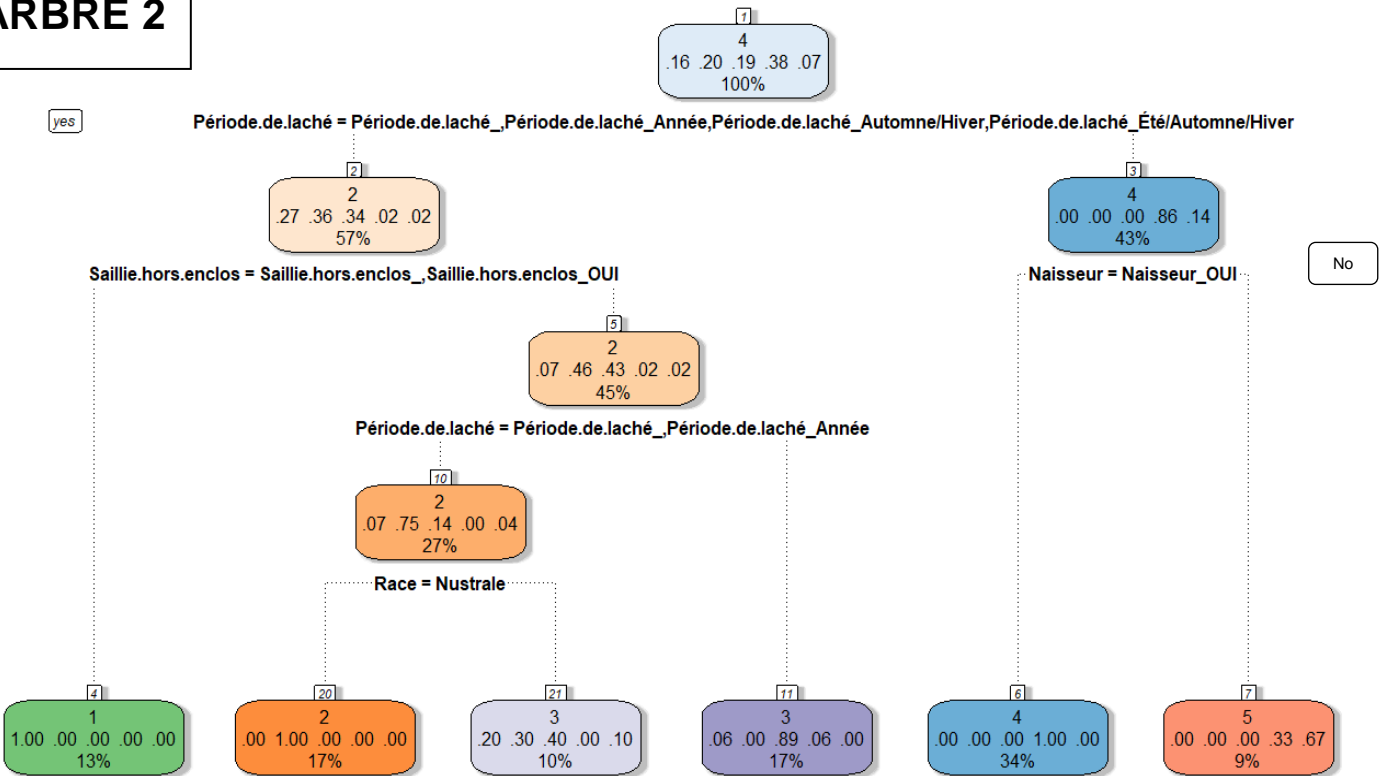 ARBRE 2
1
4
.16 .20 .19 .38 .07
100%
yes
Période.de.laché = Période.de.laché_,Période.de.laché_Année,Période.de.laché_Automne/Hiver,Période.de.laché_Été/Automne/Hiver
2
2
.27 .36 .34 .02 .02
57%
3
4
.00 .00 .00 .86 .14
43%
No
Saillie.hors.enclos = Saillie.hors.enclos_,Saillie.hors.enclos_OUI
Naisseur = Naisseur_OUI
5
2
.07 .46 .43 .02 .02
45%
Période.de.laché = Période.de.laché_,Période.de.laché_Année
10
2
.07 .75 .14 .00 .04
27%
Race = Nustrale
4
1
1.00 .00 .00 .00 .00
13%
20
2
.00 1.00 .00 .00 .00
17%
21
3
.20 .30 .40 .00 .10
10%
11
3
.06 .00 .89 .06 .00
17%
6
4
.00 .00 .00 1.00 .00
34%
7
5
.00 .00 .00 .33 .67
9%